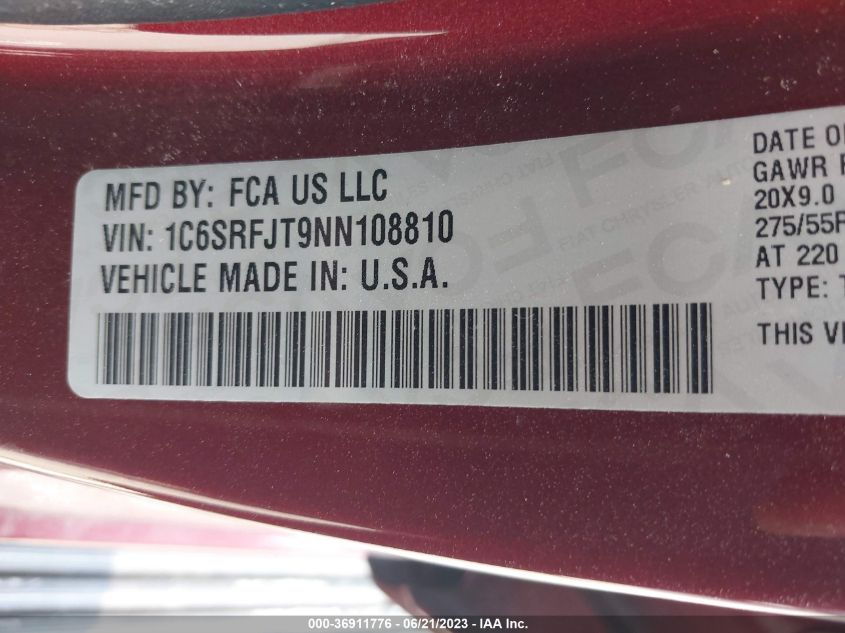 MFD BY: FCA US LLC
VIN: 1C6SRFJT9NN108810
VEHICLE MADE IN: U.S.A.
DATE O
GAWR
20X9.0
275/55
AT 220
TYPE:
THIS V
000-36911776 - 06/21/2023 - IAA, Inc.